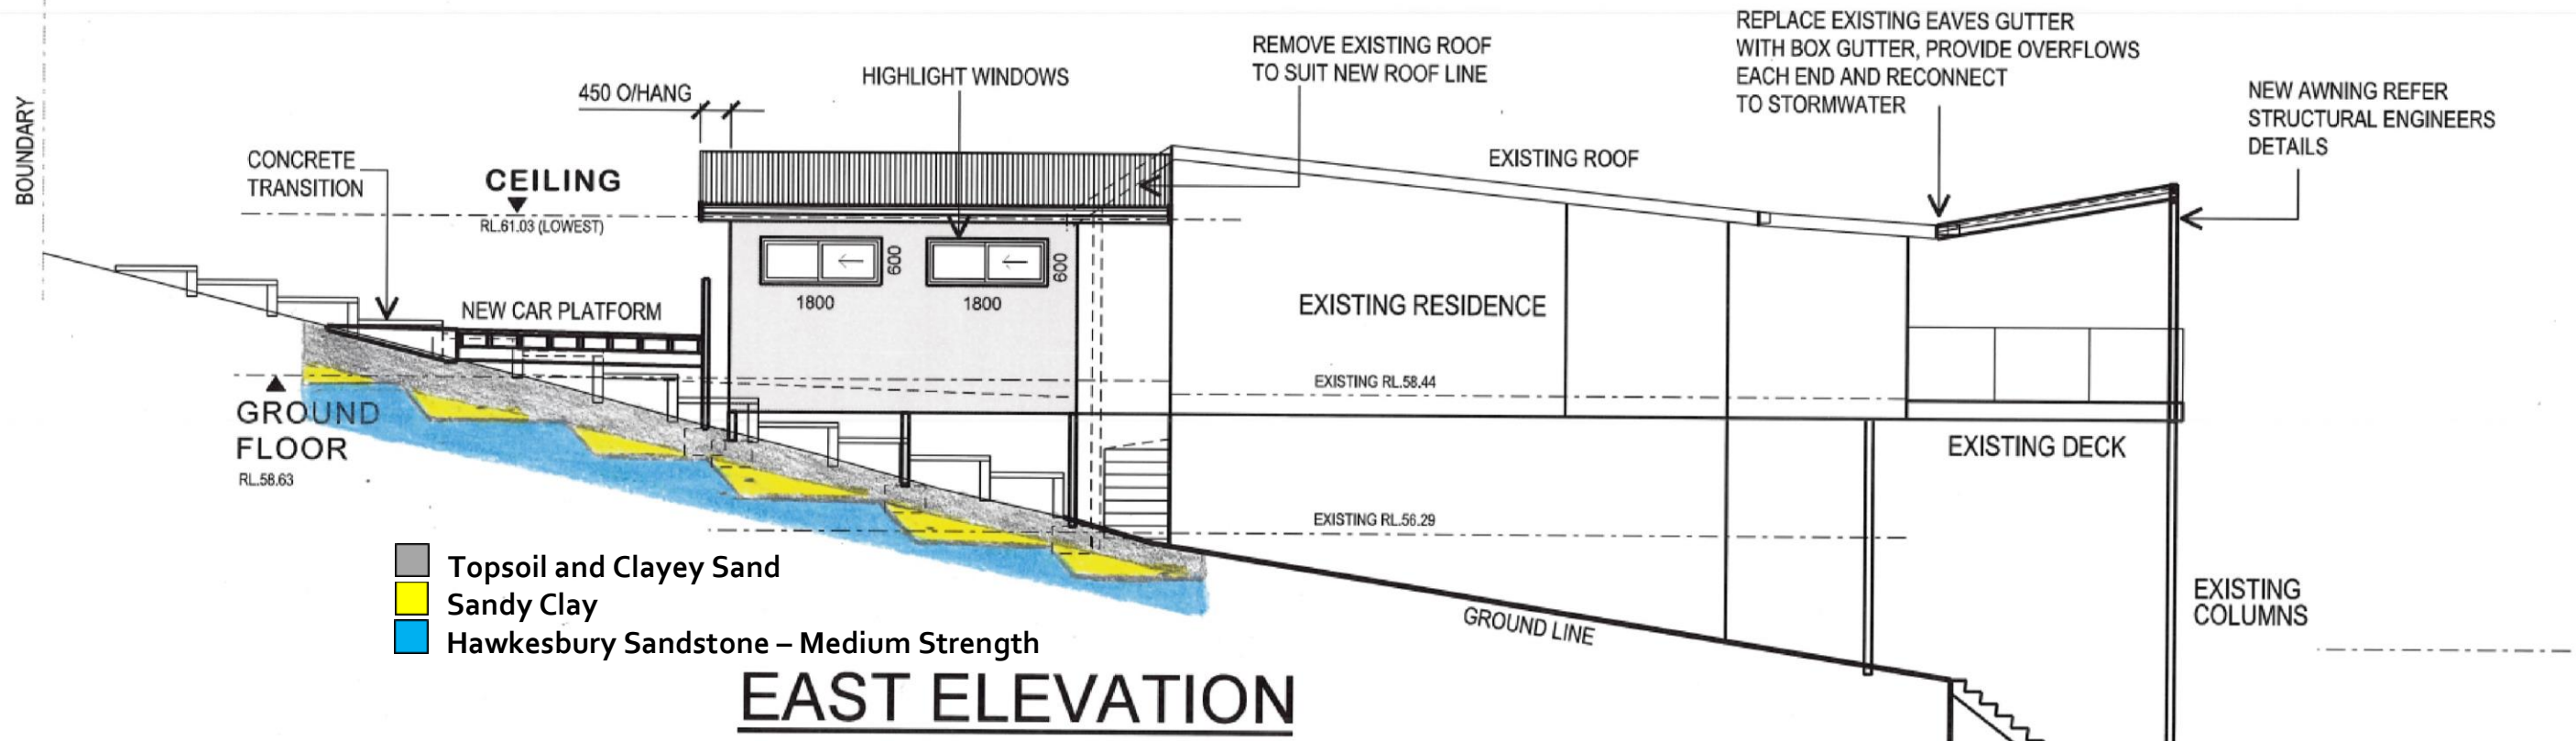 BOUNDARY
CONCRETE
TRANSITION
450 O/HANG
CEILING
RL.61.03 (LOWEST)
HIGHLIGHT WINDOWS
REMOVE EXISTING ROOF
TO SUIT NEW ROOF LINE
EXISTING ROOF
REPLACE EXISTING EAVES GUTTER
WITH BOX GUTTER, PROVIDE OVERFLOWS
EACH END AND RECONNECT
TO STORMWATER
NEW AWNING REFER
STRUCTURAL ENGINEERS
DETAILS
NEW CAR PLATFORM
600
1800
600
1800
EXISTING RESIDENCE
EXISTING RL.58.44
GROUND
FLOOR
RL.58.63
EXISTING DECK
EXISTING RL.56.29
EXISTING
COLUMNS
GROUND LINE
Topsoil and Clayey Sand
Sandy Clay
Hawkesbury Sandstone – Medium Strength
EAST ELEVATION